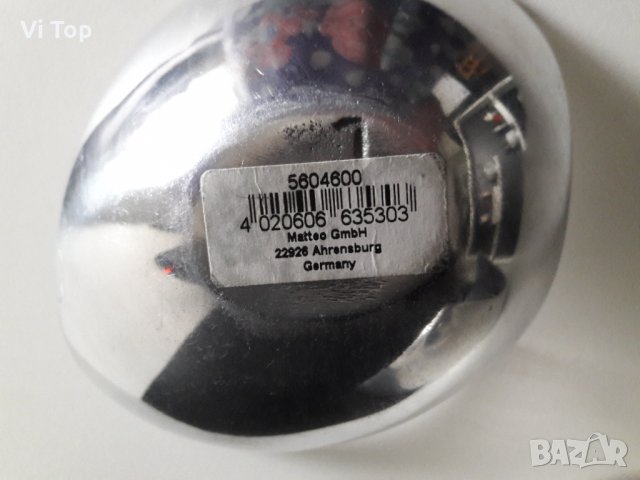 Vi Top
5604600
4 020606 635303
Matteo GmbH
22926 Ahrensburg
Germany
BAZAR